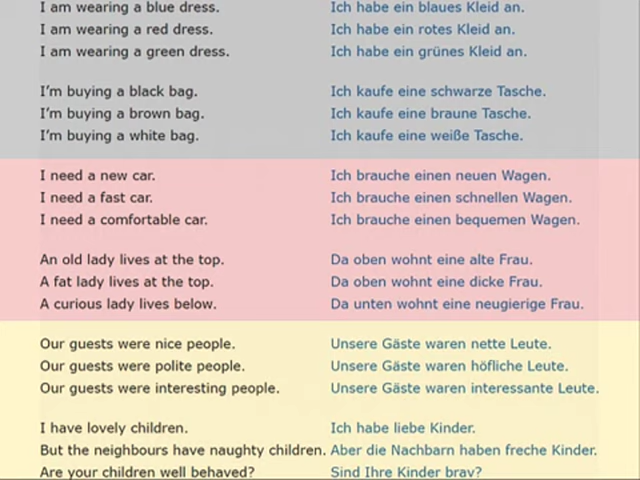 I am wearing a blue dress. Ich habe ein blaues Kleid an.
I am wearing a red dress. Ich habe ein rotes Kleid an.
I am wearing a green dress. Ich habe ein grünes Kleid an.
I'm buying a black bag. Ich kaufe eine schwarze Tasche.
I'm buying a brown bag. Ich kaufe eine braune Tasche.
I'm buying a white bag. Ich kaufe eine weiße Tasche.
I need a new car. Ich brauche einen neuen Wagen.
I need a fast car. Ich brauche einen schnellen Wagen.
I need a comfortable car. Ich brauche einen bequemen Wagen.
An old lady lives at the top. Da oben wohnt eine alte Frau.
A fat lady lives at the top. Da oben wohnt eine dicke Frau.
A curious lady lives below. Da unten wohnt eine neugierige Frau.
Our guests were nice people. Unsere Gäste waren nette Leute.
Our guests were polite people. Unsere Gäste waren höfliche Leute.
Our guests were interesting people. Unsere Gäste waren interessante Leute.
I have lovely children. Ich habe liebe Kinder.
But the neighbours have naughty children. Aber die Nachbarn haben freche Kinder.
Are your children well behaved? Sind Ihre Kinder brav?